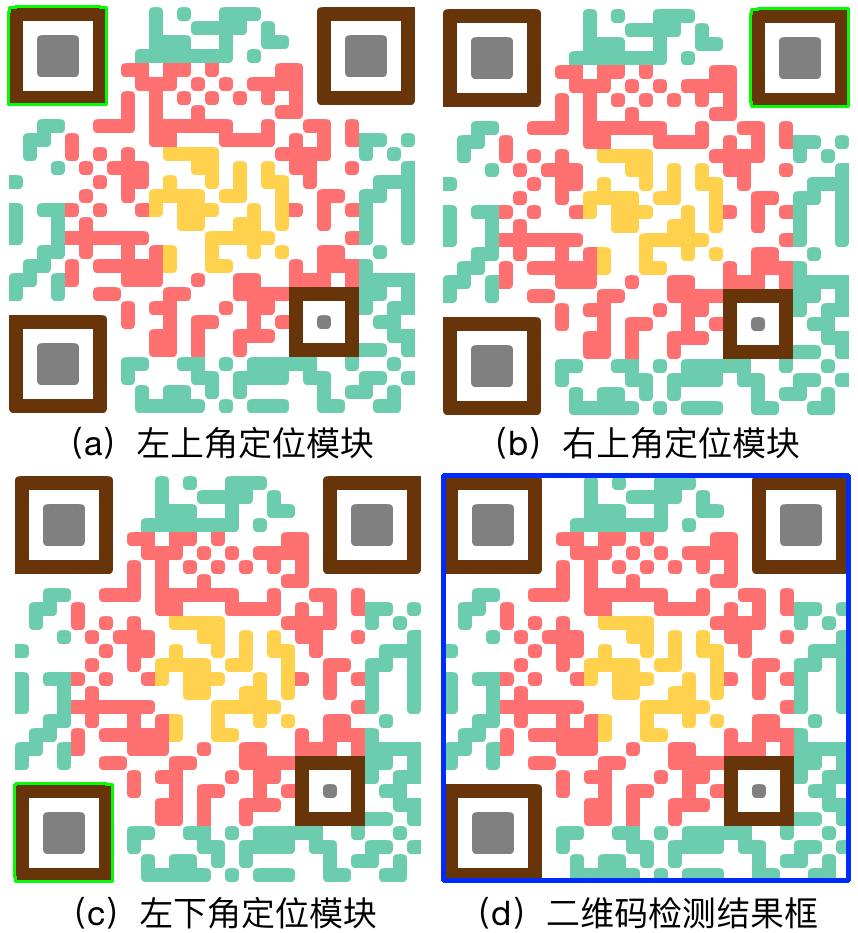 （a）左上角定位模块
（b）右上角定位模块
（c）左下角定位模块
（d）二维码检测结果框